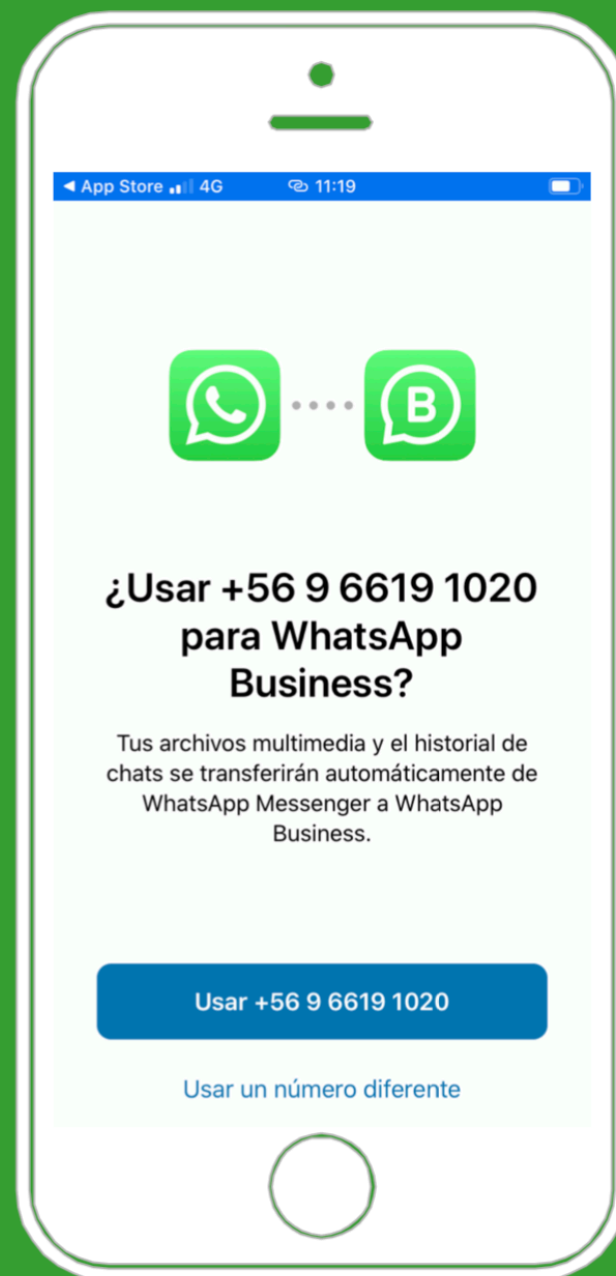 ◀ App Store 4G 11:19
B
¿Usar +56 9 6619 1020
para WhatsApp
Business?
Tus archivos multimedia y el historial de
chats se transferirán automáticamente de
WhatsApp Messenger a WhatsApp
Business.
Usar +56 9 6619 1020
Usar un número diferente